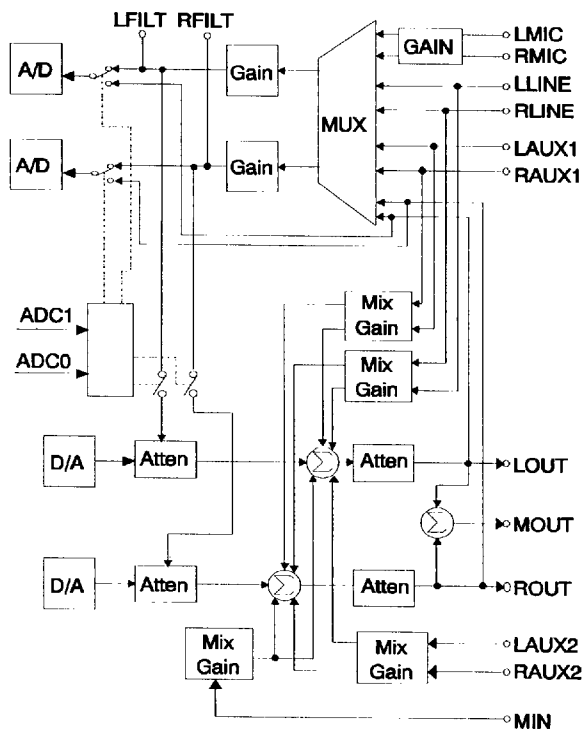 LFILT RFILT
LMIC
GAIN
RMIC
A/D
Gain
LLINE
RLINE
MUX
LAUX1
A/D
Gain
RAUX1
Mix
Gain
ADC1
Mix
Gain
ADC0
D/A
Atten
Σ
Atten
LOUT
Σ
MOUT
D/A
Atten
Σ
Atten
ROUT
Mix
Gain
Mix
Gain
LAUX2
RAUX2
MIN